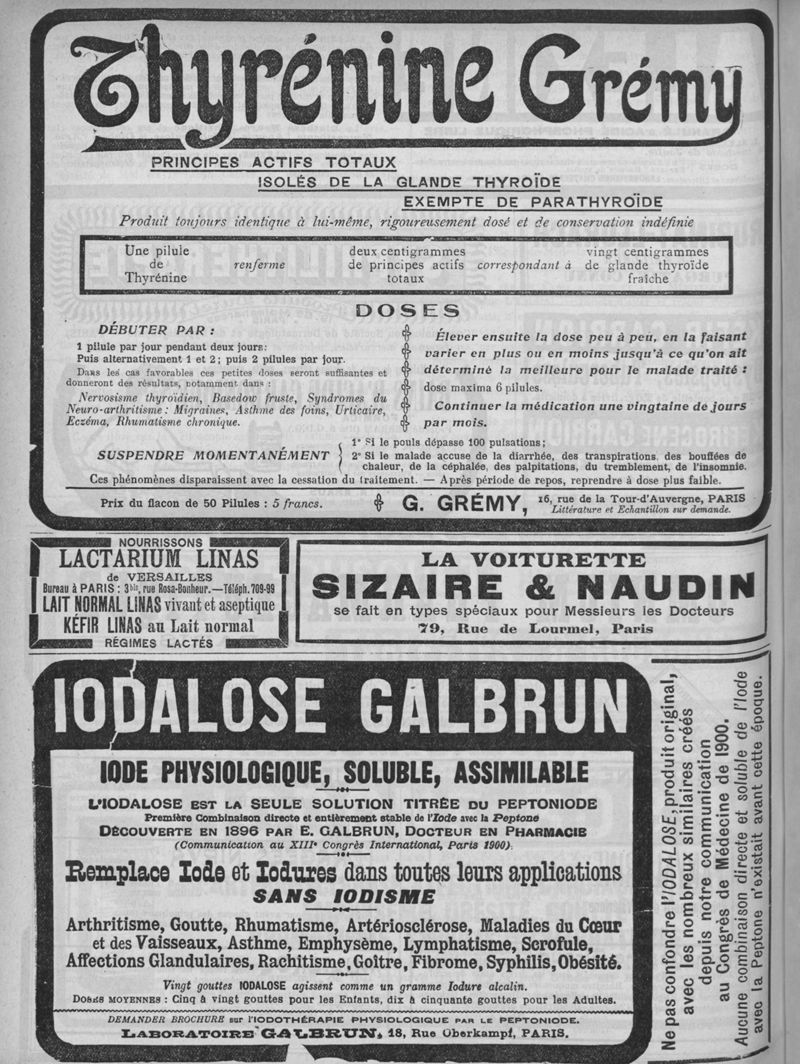 Thyrénine Grémy
PRINCIPES ACTIFS TOTAUX
ISOLÉS DE LA GLANDE THYROÏDE
EXEMPTE DE PARATHYROÏDE
Produit toujours identique à lui-même, rigoureusement dosé et de conservation indéfinie
Une pilule de Thyrénine renferme deux centigrammes de principes actifs totaux correspondant à vingt centigrammes de glande thyroïde fraîche
DOSES
DÉBUTER PAR :
1 pilule par jour pendant deux jours:
Puis alternativement 1 et 2; puis 2 pilules par jour.
Dans les cas favorables ces petites doses seront suffisantes et
donneront des résultats, notamment dans :
Nervosisme thyroïdien, Basedow fruste, Syndromes du
Neuro-arthritisme : Migraines, Asthme des foins, Urticaire,
Eczéma, Rhumatisme chronique.
Élever ensuite la dose peu à peu, en la faisant
varier en plus ou en moins jusqu'à ce qu'on ait
déterminé la meilleure pour le malade traité :
dose maxima 6 pilules.
Continuer la médication une vingtaine de jours
par mois.
SUSPENDRE MOMENTANÉMENT
1° Si le pouls dépasse 100 pulsations;
2° Si le malade accuse de la diarrhée, des transpirations, des bouffées de
chaleur, de la céphalée, des palpitations, du tremblement, de l'insomnie.
Ces phénomènes disparaissent avec la cessation du traitement. — Après période de repos, reprendre à dose plus faible.
Prix du flacon de 50 Pilules : 5 francs.
G. GRÉMY, 16, rue de la Tour-d'Auvergne, PARIS
Littérature et Echantillon sur demande.
NOURRISSONS
LACTARIUM LINAS
de VERSAILLES
Bureau à PARIS : 3bis, rue Rosa-Bonheur.—Téléph. 709-99
LAIT NORMAL LINAS vivant et aseptique
KÉFIR LINAS au Lait normal
RÉGIMES LACTÉS
LA VOITURETTE
SIZAIRE & NAUDIN
se fait en types spéciaux pour Messieurs les Docteurs
79, Rue de Lourmel, Paris
IODALOSE GALBRUN
IODE PHYSIOLOGIQUE, SOLUBLE, ASSIMILABLE
L'IODALOSE EST LA SEULE SOLUTION TITRÉE DU PEPTONIODE
Première Combinaison directe et entièrement stable de l'Iode avec la Peptone
DÉCOUVERTE EN 1896 PAR E. GALBRUN, DOCTEUR EN PHARMACIE
(Communication au XIIIe Congrès International, Paris 1900).
Remplace Iode et Iodures dans toutes leurs applications
SANS IODISME
Arthritisme, Goutte, Rhumatisme, Artériosclérose, Maladies du Cœur
et des Vaisseaux, Asthme, Emphysème, Lymphatisme, Scrofule,
Affections Glandulaires, Rachitisme, Goître, Fibrome, Syphilis, Obésité.
Vingt gouttes IODALOSE agissent comme un gramme Iodure alcalin.
DOSES MOYENNES : Cinq à vingt gouttes pour les Enfants, dix à cinquante gouttes pour les Adultes.
DEMANDER BROCHURE sur l'IODOTHÉRAPIE PHYSIOLOGIQUE PAR LE PEPTONIODE.
LABORATOIRE GALBRUN, 18, Rue Oberkampf, PARIS.
Ne pas confondre l'IODALOSE, produit original,
avec les nombreux similaires créés
depuis notre communication
au Congrès de Médecine de 1900.
Aucune combinaison directe et soluble de l'Iode
avec la Peptone n'existait avant cette époque.